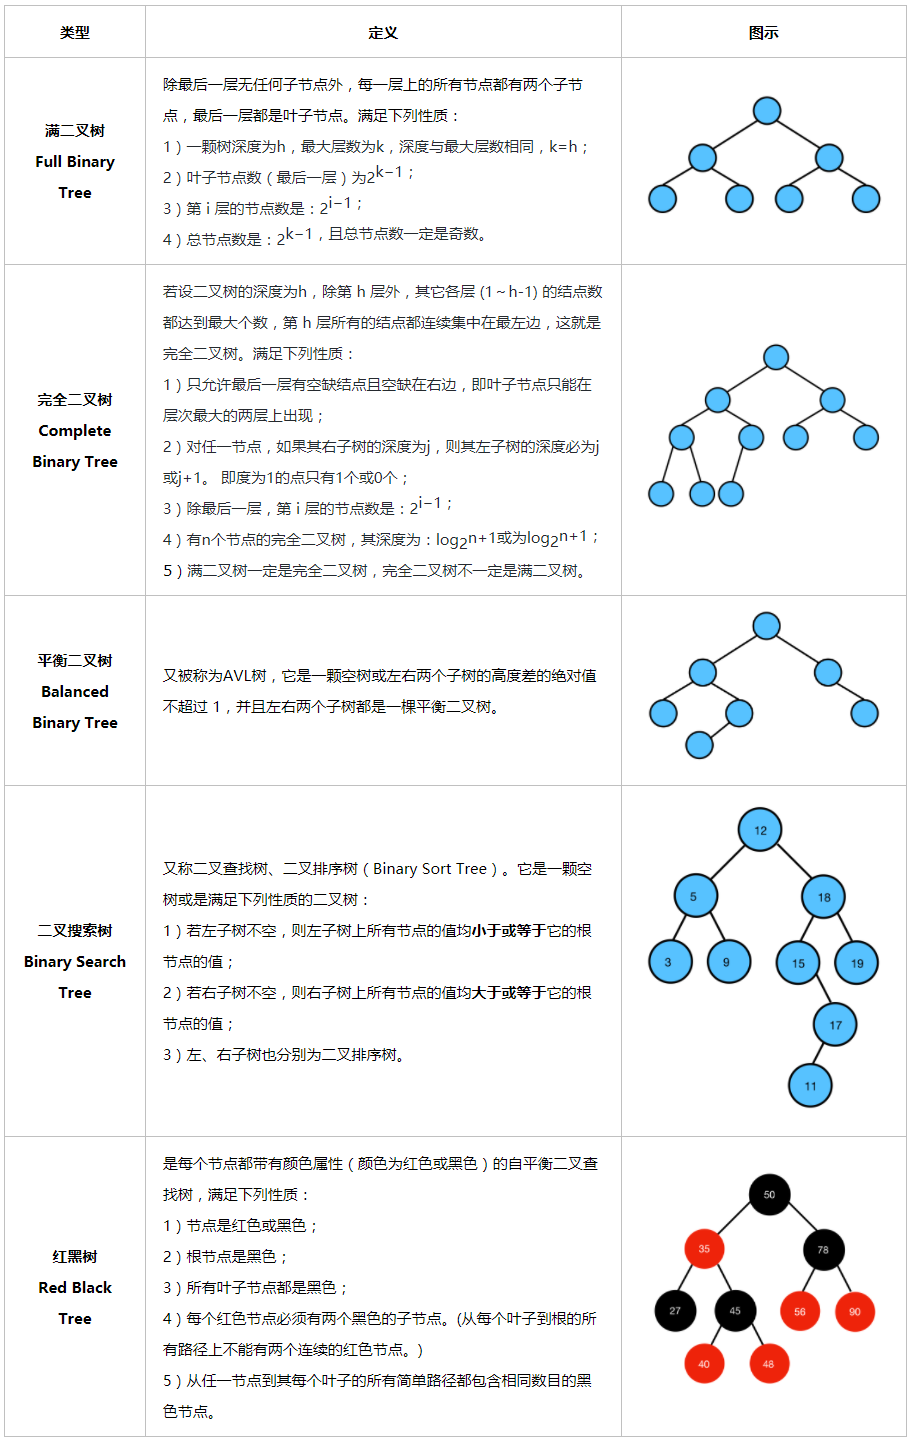 类型 定义 图示
满二叉树
Full Binary
Tree
除最后一层无任何子节点外，每一层上的所有节点都有两个子节
点，最后一层都是叶子节点。满足下列性质：
1）一颗树深度为h，最大层数为k，深度与最大层数相同，k=h；
2）叶子节点数（最后一层）为2k−1；
3）第 i 层的节点数是：2i−1；
4）总节点数是：2k−1，且总节点数一定是奇数。
完全二叉树
Complete
Binary Tree
若设二叉树的深度为h，除第 h 层外，其它各层 (1～h-1) 的结点数
都达到最大个数，第 h 层所有的结点都连续集中在最左边，这就是
完全二叉树。满足下列性质：
1）只允许最后一层有空缺结点且空缺在右边，即叶子节点只能在
层次最大的两层上出现；
2）对任一节点，如果其右子树的深度为j，则其左子树的深度必为j
或j+1。 即度为1的点只有1个或0个；
3）除最后一层，第 i 层的节点数是：2i−1；
4）有n个节点的完全二叉树，其深度为：log2n+1或为log2n+1；
5）满二叉树一定是完全二叉树，完全二叉树不一定是满二叉树。
平衡二叉树
Balanced
Binary Tree
又被称为AVL树，它是一颗空树或左右两个子树的高度差的绝对值
不超过 1，并且左右两个子树都是一棵平衡二叉树。
二叉搜索树
Binary Search
Tree
又称二叉查找树、二叉排序树（Binary Sort Tree）。它是一颗空
树或是满足下列性质的二叉树：
1）若左子树不空，则左子树上所有节点的值均小于或等于它的根
节点的值；
2）若右子树不空，则右子树上所有节点的值均大于或等于它的根
节点的值；
3）左、右子树也分别为二叉排序树。
12
5 18
3 9 15 19
17
11
红黑树
Red Black
Tree
是每个节点都带有颜色属性（颜色为红色或黑色）的自平衡二叉查
找树，满足下列性质：
1）节点是红色或黑色；
2）根节点是黑色；
3）所有叶子节点都是黑色；
4）每个红色节点必须有两个黑色的子节点。(从每个叶子到根的所
有路径上不能有两个连续的红色节点。)
5）从任一节点到其每个叶子的所有简单路径都包含相同数目的黑
色节点。
50
35 78
27 45 56 90
40 48